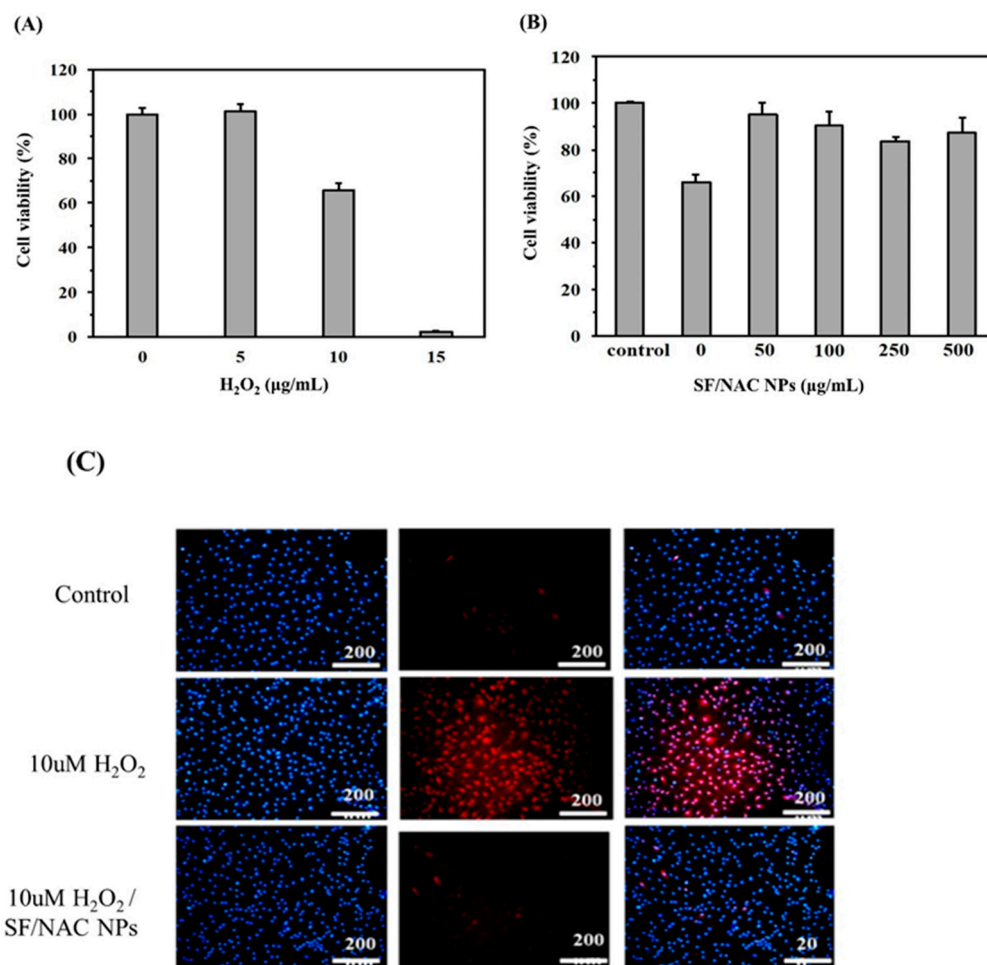 (A)
120
100
80
60
40
20
0
Cell viability (%)
0 5 10 15
H₂O₂ (µg/mL)
(B)
120
100
80
60
40
20
0
Cell viability (%)
control 0 50 100 250 500
SF/NAC NPs (µg/mL)
(C)
Control
200 200 200
10uM H₂O₂
200 200 200
10uM H₂O₂ /
SF/NAC NPs
200 200 20